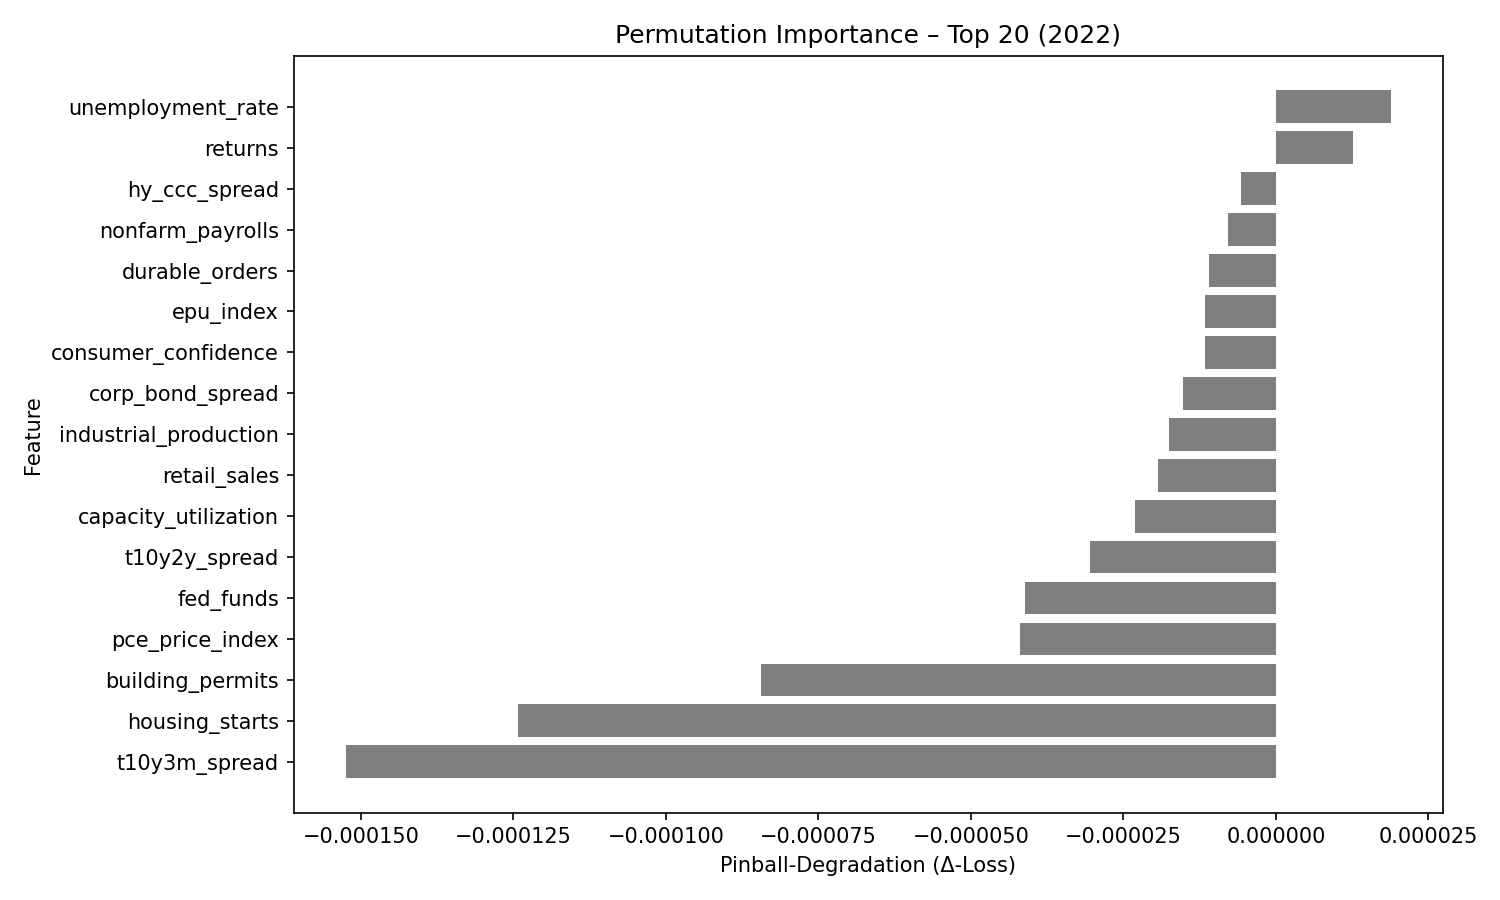 Permutation Importance – Top 20 (2022)
unemployment_rate
returns
hy_ccc_spread
nonfarm_payrolls
durable_orders
epu_index
consumer_confidence
corp_bond_spread
industrial_production
retail_sales
capacity_utilization
t10y2y_spread
fed_funds
pce_price_index
building_permits
housing_starts
t10y3m_spread
Feature
−0.000150 −0.000125 −0.000100 −0.000075 −0.000050 −0.000025 0.000000 0.000025
Pinball-Degradation (Δ-Loss)